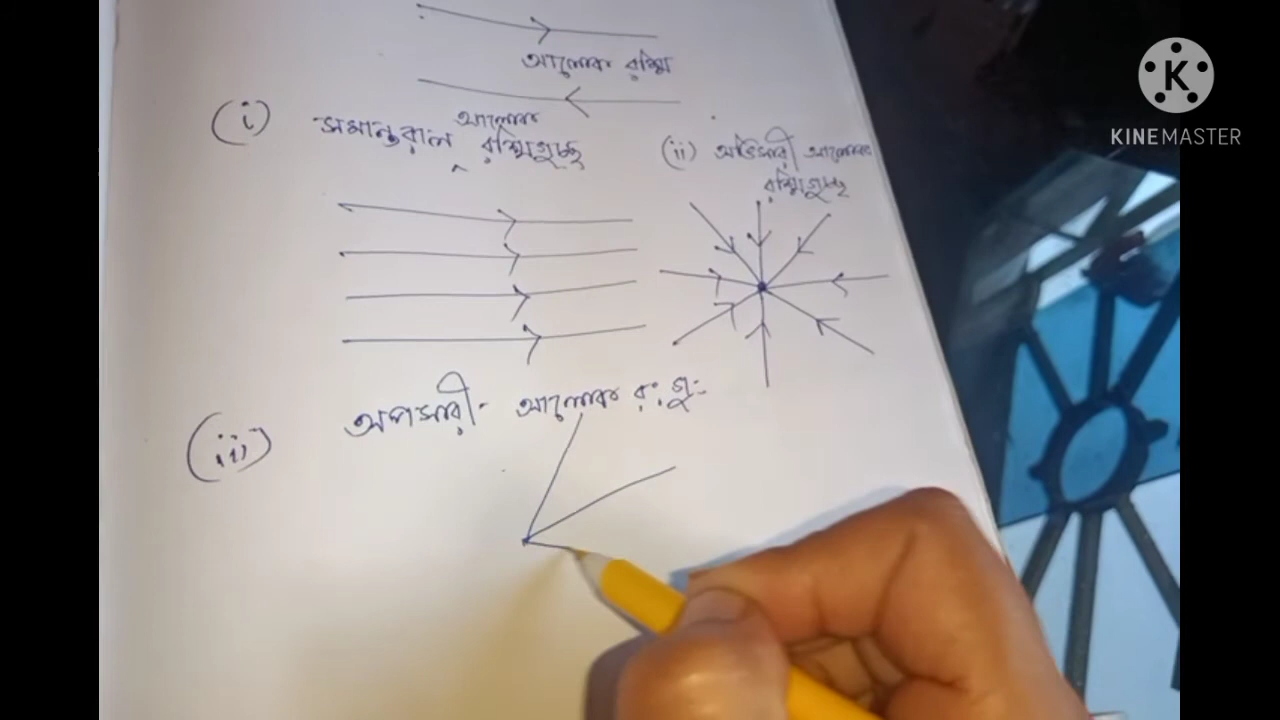 আলোক রশ্মি
(i) সমান্তরাল আলোক রশ্মিগুচ্ছ
(ii) অভিসারী আলোক
রশ্মিগুচ্ছ
(iii) অপসারী আলোক র: গু:
K
KINEMASTER